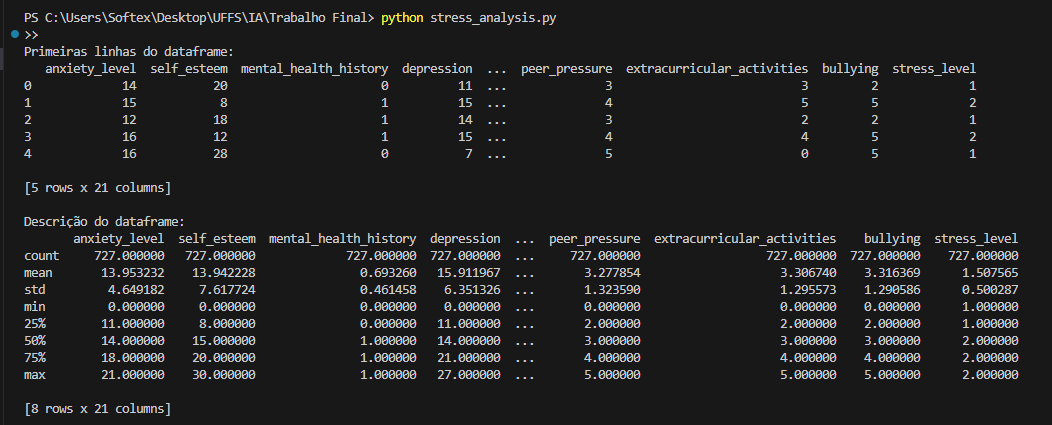 PS C:\Users\Softex\Desktop\UFFS\IA\Trabalho Final> python stress_analysis.py
>>
Primeiras linhas do dataframe:
anxiety_level self_esteem mental_health_history depression ... peer_pressure extracurricular_activities bullying stress_level
0 14 20 0 11 ... 3 3 2 1
1 15 8 1 15 ... 4 5 5 2
2 12 18 1 14 ... 3 2 2 1
3 16 12 1 15 ... 4 4 5 2
4 16 28 0 7 ... 5 0 5 1
[5 rows x 21 columns]
Descrição do dataframe:
anxiety_level self_esteem mental_health_history depression ... peer_pressure extracurricular_activities bullying stress_level
count 727.000000 727.000000 727.000000 727.000000 ... 727.000000 727.000000 727.000000 727.000000
mean 13.953232 13.942228 0.693260 15.911967 ... 3.277854 3.306740 3.316369 1.507565
std 4.649182 7.617724 0.461458 6.351326 ... 1.323590 1.295573 1.290586 0.500287
min 0.000000 0.000000 0.000000 0.000000 ... 0.000000 0.000000 0.000000 1.000000
25% 11.000000 8.000000 0.000000 11.000000 ... 2.000000 2.000000 2.000000 1.000000
50% 14.000000 15.000000 1.000000 14.000000 ... 3.000000 3.000000 3.000000 2.000000
75% 18.000000 20.000000 1.000000 21.000000 ... 4.000000 4.000000 4.000000 2.000000
max 21.000000 30.000000 1.000000 27.000000 ... 5.000000 5.000000 5.000000 2.000000
[8 rows x 21 columns]